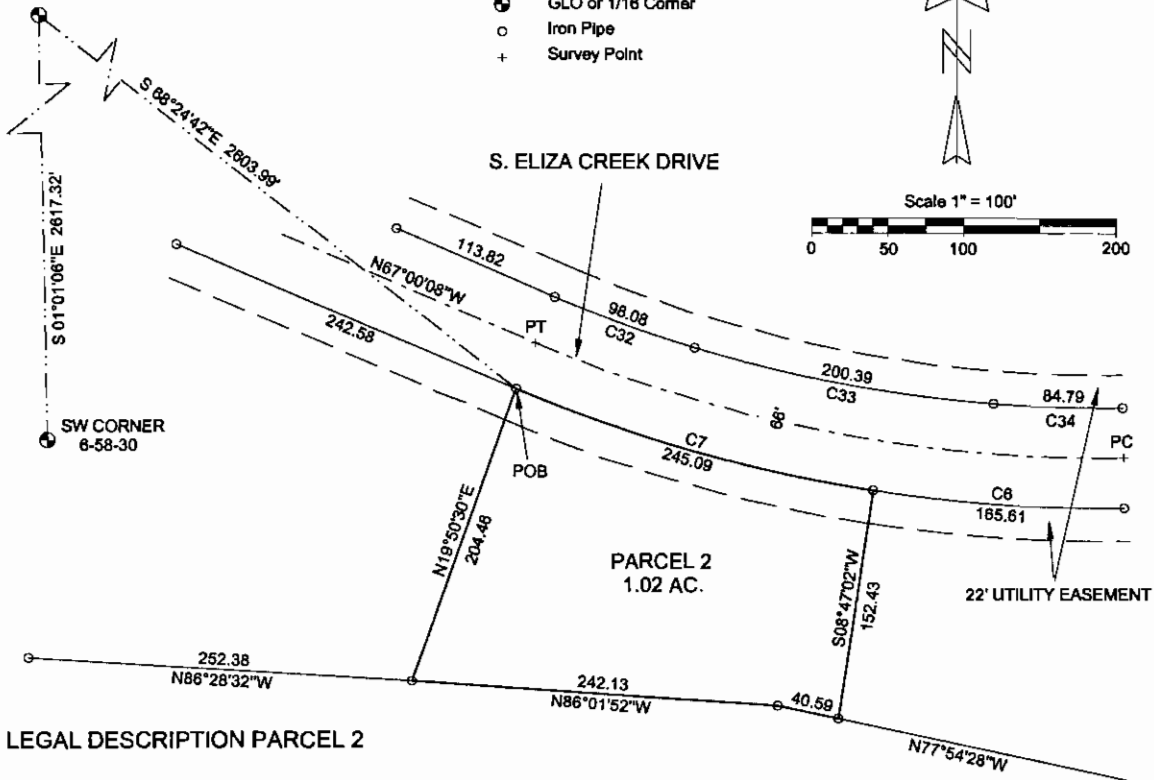 GLO or 1/16 Corner
Iron Pipe
Survey Point
N
S 68°24'42"E 2603.99'
S 01°01'06"E 2617.32'
S. ELIZA CREEK DRIVE
Scale 1" = 100'
0 50 100 200
113.82
N67°00'08"W
98.08
C32
PT
242.58
200.39
C33
84.79
C34
66'
PC
SW CORNER
6-58-30
C7
245.09
POB
C6
165.61
N19°50'30"E
204.46
PARCEL 2
1.02 AC.
S08°47'02"W
152.43
22' UTILITY EASEMENT
252.38
N86°28'32"W
242.13
N86°01'52"W
40.59
N77°54'28"W
LEGAL DESCRIPTION PARCEL 2